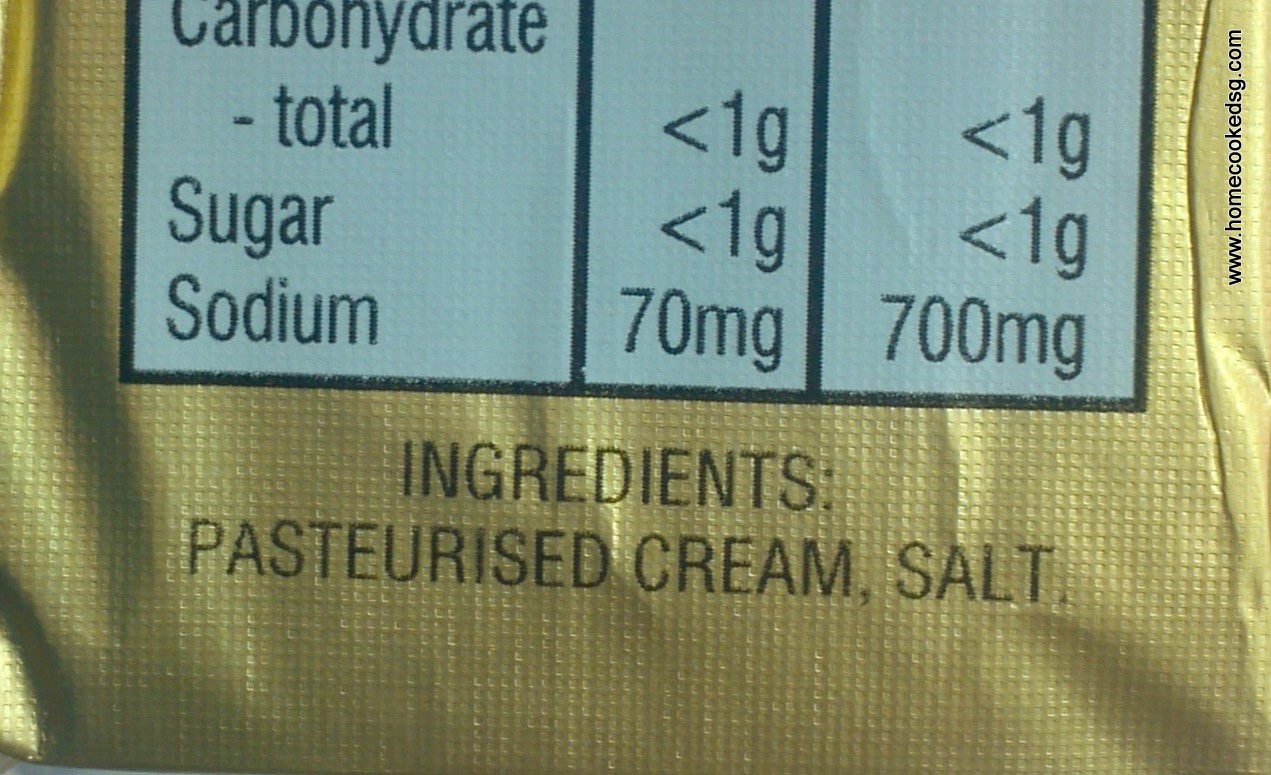 Carbohydrate
- total <1g <1g
Sugar <1g <1g
Sodium 70mg 700mg
INGREDIENTS:
PASTEURISED CREAM, SALT.
www.homecookedsg.com